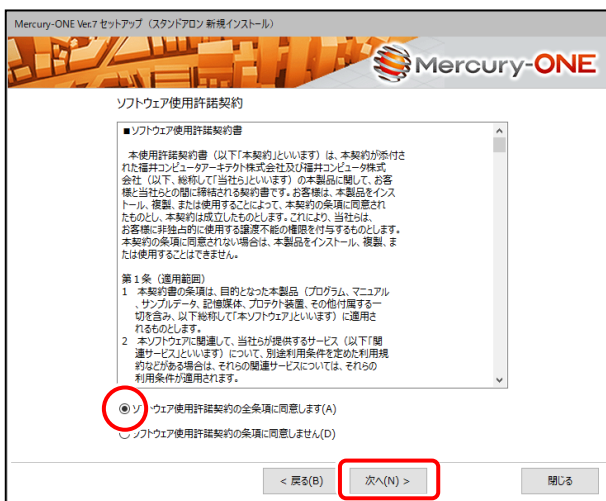 Mercury-ONE Ver.7 セットアップ（スタンドアロン 新規インストール）
Mercury-ONE
ソフトウェア使用許諾契約
■ソフトウェア使用許諾契約書
本使用許諾契約書（以下「本契約」といいます）は、本契約が添付さ
れた福井コンピュータアーキテクト株式会社及び福井コンピュータ株式
会社（以下、総称して「当社ら」といいます）の本製品に関して、お客
様と当社らとの間に締結される契約書です。お客様は、本製品をインス
トール、複製、または使用することによって、本契約の条項に同意され
たものとし、本契約は成立したものとします。これにより、当社らは、
お客様に非独占的に使用する譲渡不能の権限を付与するものとします。
本契約の条項に同意されない場合は、本製品をインストール、複製、ま
たは使用することはできません。
第１条（適用範囲）
1 本契約書の条項は、目的となった本製品（プログラム、マニュアル
、サンプルデータ、記憶媒体、プロテクト装置、その他付属する一
切を含み、以下総称して「本ソフトウェア」といいます）に適用さ
れるものとします。
2 本ソフトウェアに関連して、当社らが提供するサービス（以下「関
連サービス」といいます）について、別途利用条件を定めた利用規
約などがある場合は、それらの関連サービスについては、それらの
利用条件が適用されます。
ソフトウェア使用許諾契約の全条項に同意します(A)
ソフトウェア使用許諾契約の条項に同意しません(D)
< 戻る(B) 次へ(N) > 閉じる